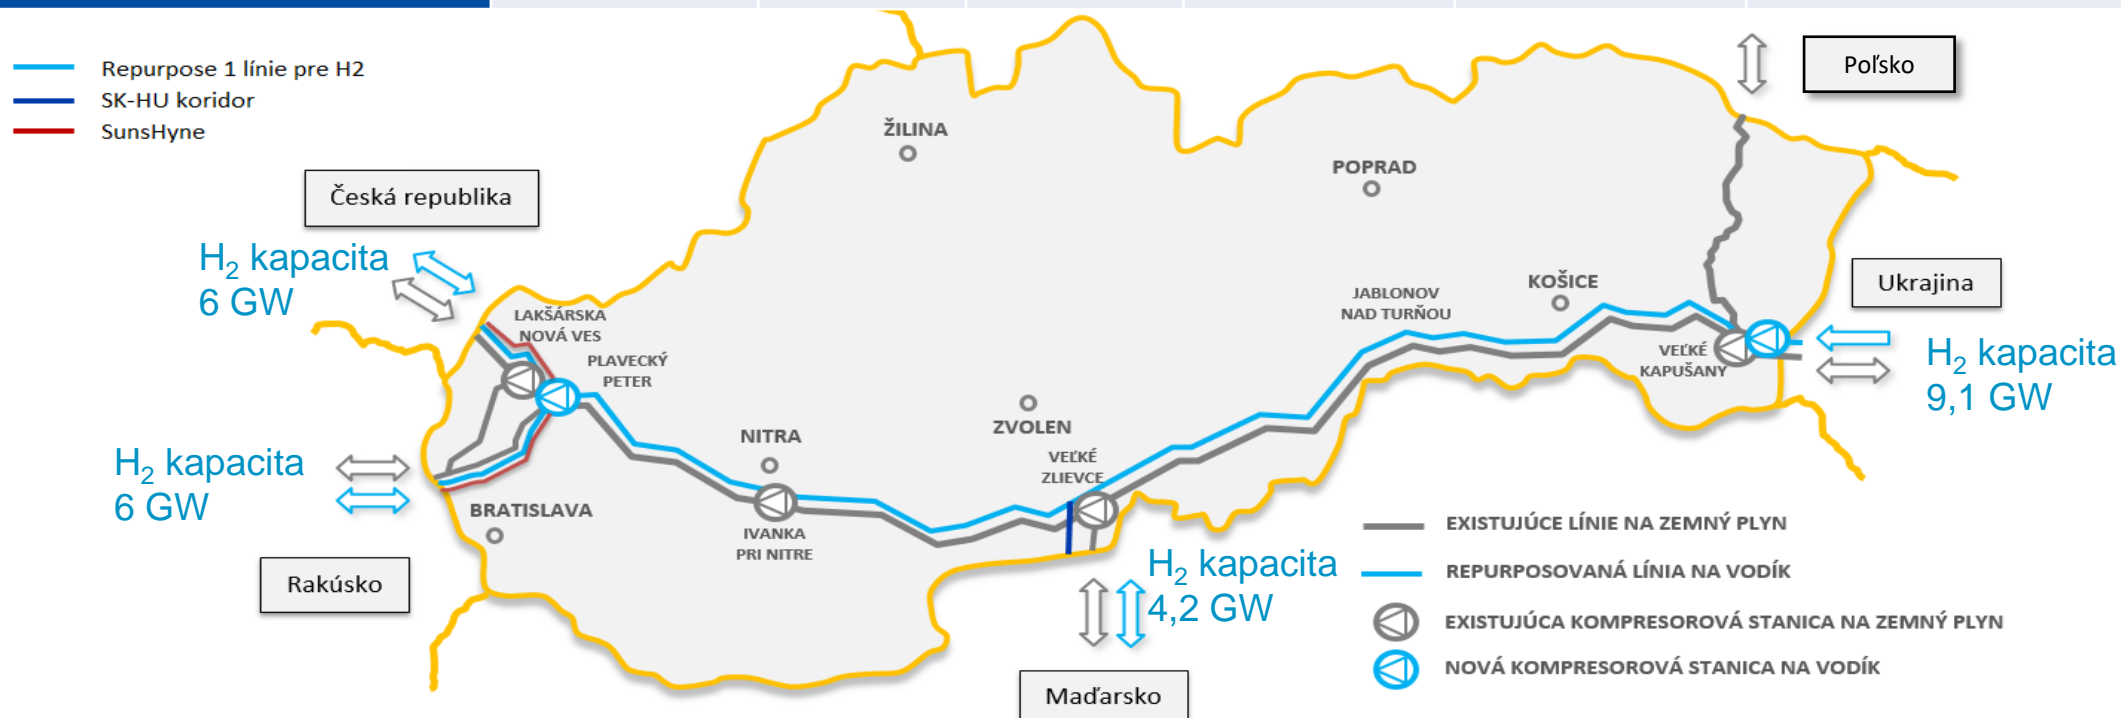 Repurpose 1 línie pre H2
SK-HU koridor
SunsHyne
Poľsko
ŽILINA
POPRAD
Česká republika
H₂ kapacita
6 GW
KOŠICE
Ukrajina
JABLONOV
NAD TURŇOU
LAKŠÁRSKA
NOVÁ VES
PLAVECKÝ
PETER
VEĽKÉ
KAPUŠANY
H₂ kapacita
9,1 GW
NITRA
ZVOLEN
VEĽKÉ
ZLIEVCE
H₂ kapacita
6 GW
BRATISLAVA
IVANKA
PRI NITRE
H₂ kapacita
4,2 GW
Rakúsko
Maďarsko
EXISTUJÚCE LÍNIE NA ZEMNÝ PLYN
REPURPOSOVANÁ LÍNIA NA VODÍK
EXISTUJÚCA KOMPRESOROVÁ STANICA NA ZEMNÝ PLYN
NOVÁ KOMPRESOROVÁ STANICA NA VODÍK